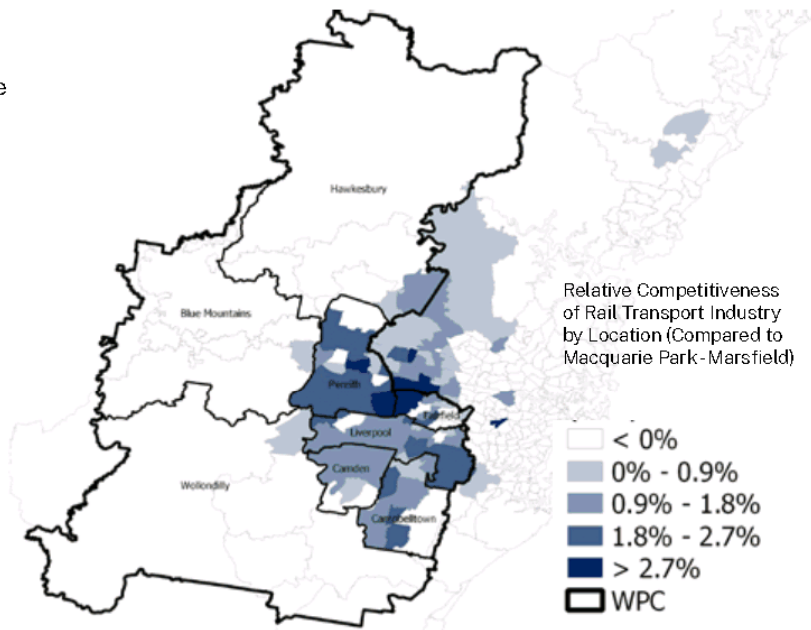 e
Hawkesbury
Blue Mountains
Penrith
Fairfield
Liverpool
Camden
Wollondilly
Campbelltown
Relative Competitiveness
of Rail Transport Industry
by Location (Compared to
Macquarie Park-Marsfield)
< 0%
0% - 0.9%
0.9% - 1.8%
1.8% - 2.7%
> 2.7%
WPC